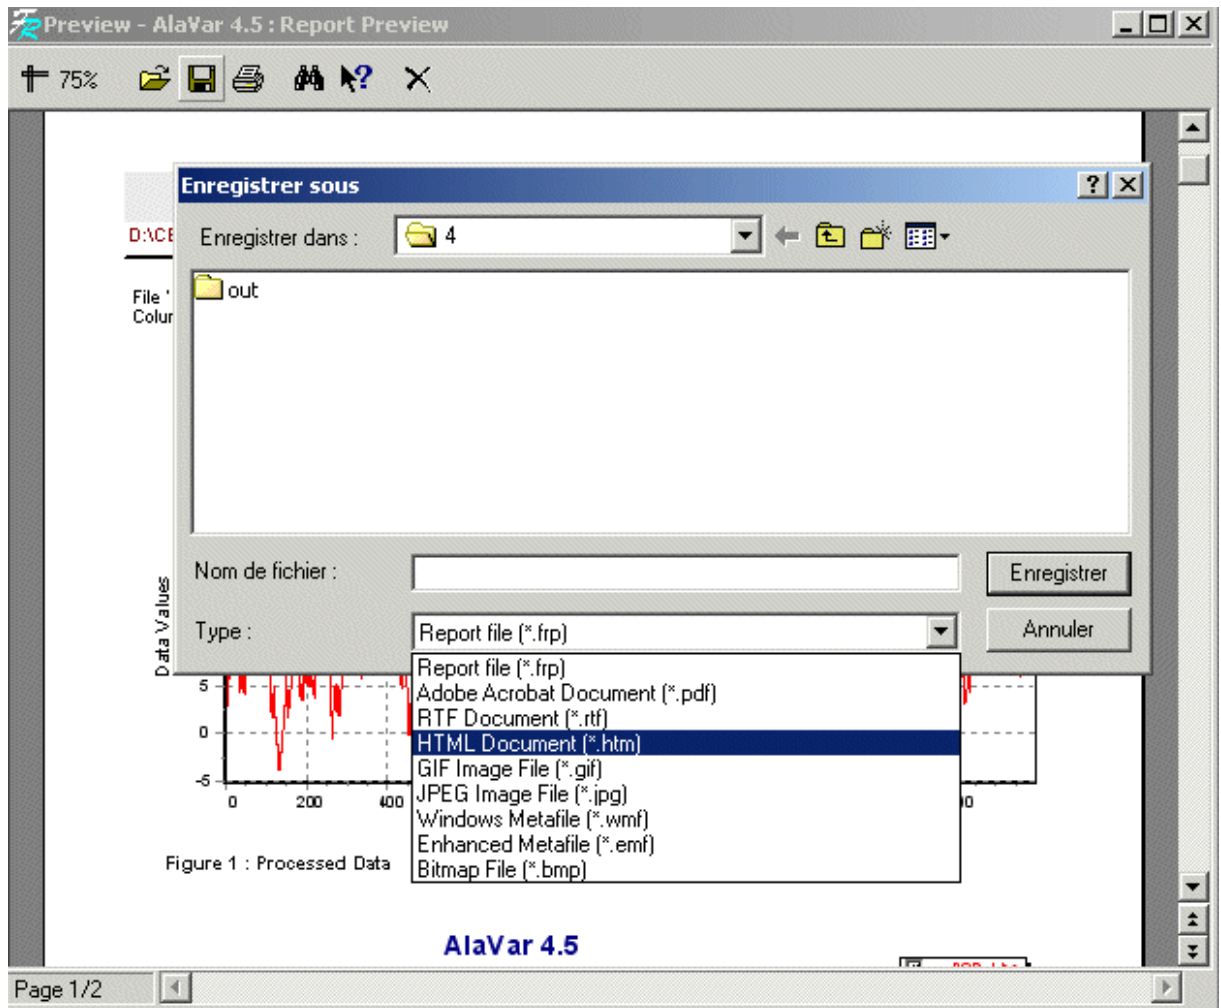 Preview - AlaVar 4.5 : Report Preview
75%
Enregistrer sous
D:\CE
Enregistrer dans :
4
File '
Colur
out
Nom de fichier :
Enregistrer
Data Values
Type :
Report file (*.frp)
Annuler
Report file (*.frp)
Adobe Acrobat Document (*.pdf)
RTF Document (*.rtf)
HTML Document (*.htm)
GIF Image File (*.gif)
JPEG Image File (*.jpg)
Windows Metafile (*.wmf)
Enhanced Metafile (*.emf)
Bitmap File (*.bmp)
5
0
-5
0 200 400
Figure 1 : Processed Data
AlaVar 4.5
Page 1/2